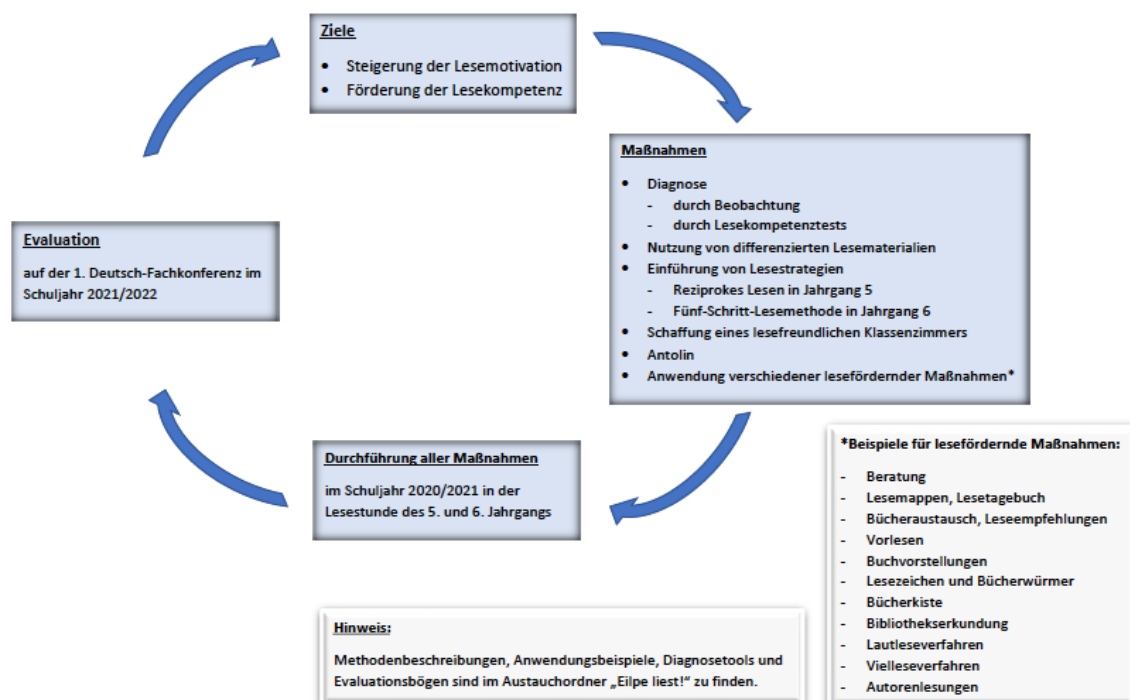 Ziele
• Steigerung der Lesemotivation
• Förderung der Lesekompetenz
Maßnahmen
• Diagnose
- durch Beobachtung
- durch Lesekompetenztests
• Nutzung von differenzierten Lesematerialien
• Einführung von Lesestrategien
- Reziprokes Lesen in Jahrgang 5
- Fünf-Schritt-Lesemethode in Jahrgang 6
• Schaffung eines lesefreundlichen Klassenzimmers
• Antolin
• Anwendung verschiedener lesefördernder Maßnahmen*
Evaluation
auf der 1. Deutsch-Fachkonferenz im
Schuljahr 2021/2022
Durchführung aller Maßnahmen
im Schuljahr 2020/2021 in der
Lesestunde des 5. und 6. Jahrgangs
*Beispiele für lesefördernde Maßnahmen:
- Beratung
- Lesemappen, Lesetagebuch
- Bücheraustausch, Leseempfehlungen
- Vorlesen
- Buchvorstellungen
- Lesezeichen und Bücherwürmer
- Bücherkiste
- Bibliothekserkundung
- Lautleseverfahren
- Vielleseverfahren
- Autorenlesungen
Hinweis:
Methodenbeschreibungen, Anwendungsbeispiele, Diagnosetools und
Evaluationsbögen sind im Austauchordner „Eilpe liest!“ zu finden.